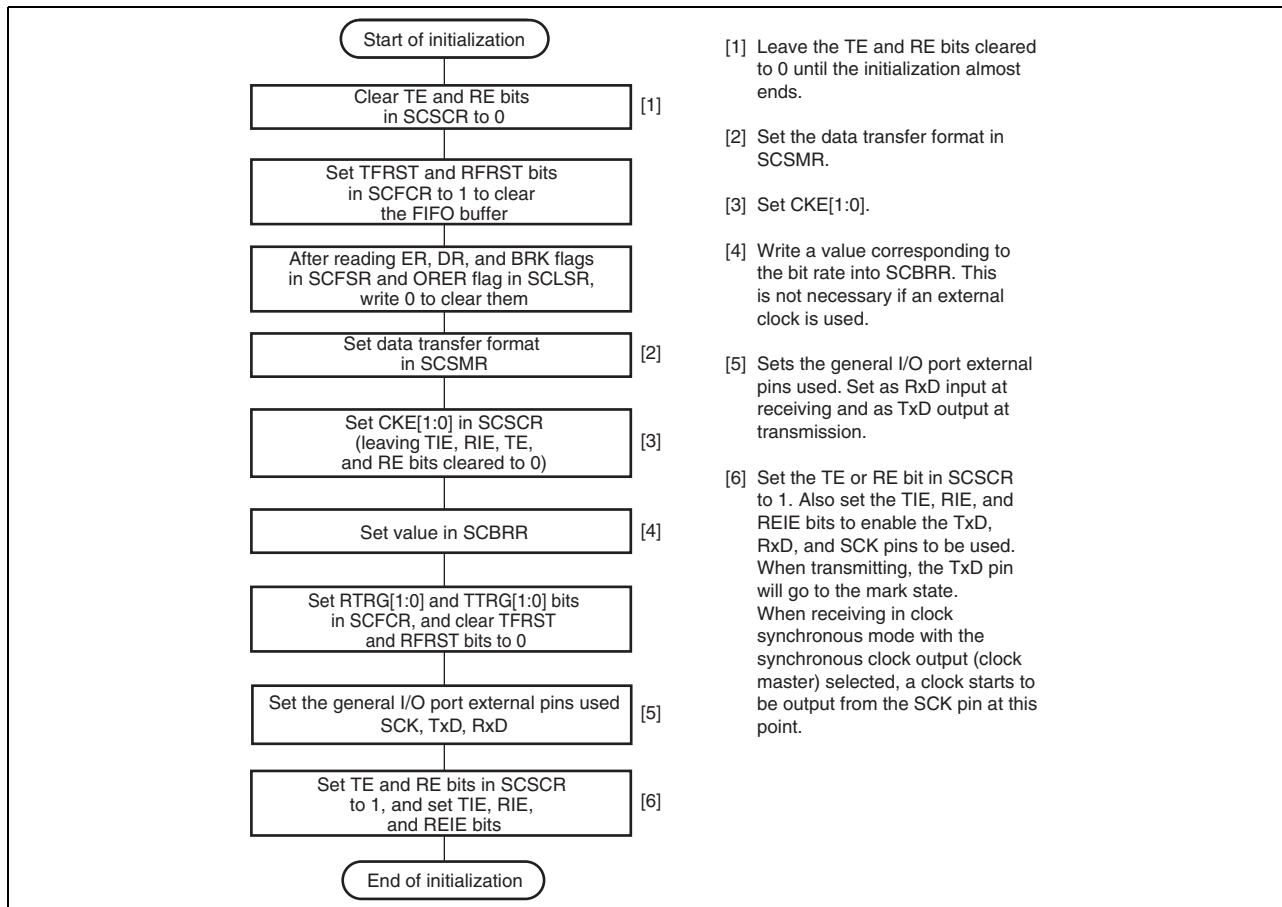 Start of initialization
Clear TE and RE bits
in SCSCR to 0
[1]
Set TFRST and RFRST bits
in SCFCR to 1 to clear
the FIFO buffer
After reading ER, DR, and BRK flags
in SCFSR and ORER flag in SCLSR,
write 0 to clear them
Set data transfer format
in SCSMR
[2]
Set CKE[1:0] in SCSCR
(leaving TIE, RIE, TE,
and RE bits cleared to 0)
[3]
Set value in SCBRR
[4]
Set RTRG[1:0] and TTRG[1:0] bits
in SCFCR, and clear TFRST
and RFRST bits to 0
Set the general I/O port external pins used
SCK, TxD, RxD
[5]
Set TE and RE bits in SCSCR
to 1, and set TIE, RIE,
and REIE bits
[6]
End of initialization
[1] Leave the TE and RE bits cleared
to 0 until the initialization almost
ends.
[2] Set the data transfer format in
SCSMR.
[3] Set CKE[1:0].
[4] Write a value corresponding to
the bit rate into SCBRR. This
is not necessary if an external
clock is used.
[5] Sets the general I/O port external
pins used. Set as RxD input at
receiving and as TxD output at
transmission.
[6] Set the TE or RE bit in SCSCR
to 1. Also set the TIE, RIE, and
REIE bits to enable the TxD,
RxD, and SCK pins to be used.
When transmitting, the TxD pin
will go to the mark state.
When receiving in clock
synchronous mode with the
synchronous clock output (clock
master) selected, a clock starts to
be output from the SCK pin at this
point.